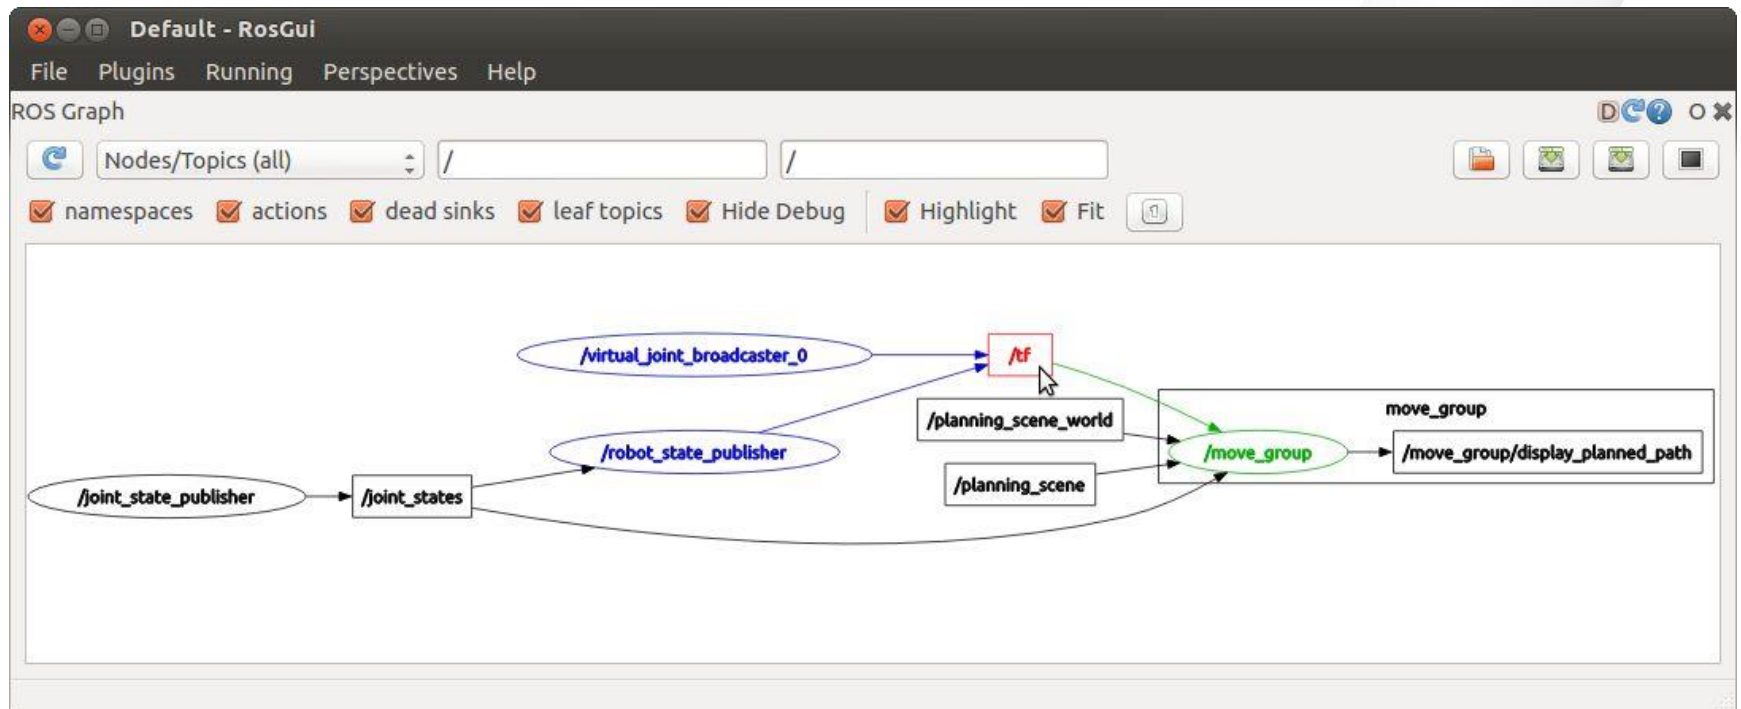 Default - RosGui
File Plugins Running Perspectives Help
ROS Graph
D ? O
Nodes/Topics (all) / /
namespaces actions dead sinks leaf topics Hide Debug Highlight Fit
/virtual_joint_broadcaster_0
/tf
/planning_scene_world
move_group
/robot_state_publisher
/move_group
/move_group/display_planned_path
/planning_scene
/joint_state_publisher
/joint_states